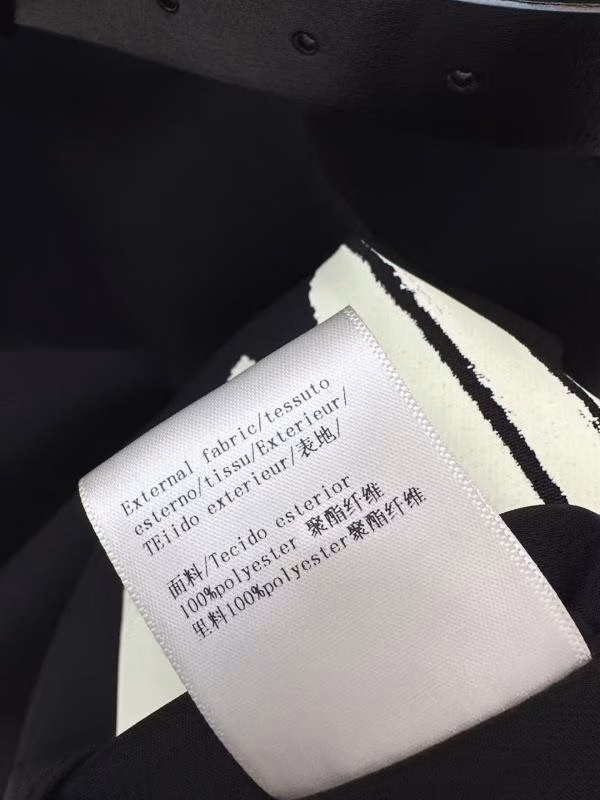 External fabric/tessuto
esterno/tissu/Exterieur/
TEiido exterieur/表地/
面料/Tecido esterior
100%polyester 聚酯纤维
里料100%polyester聚酯纤维